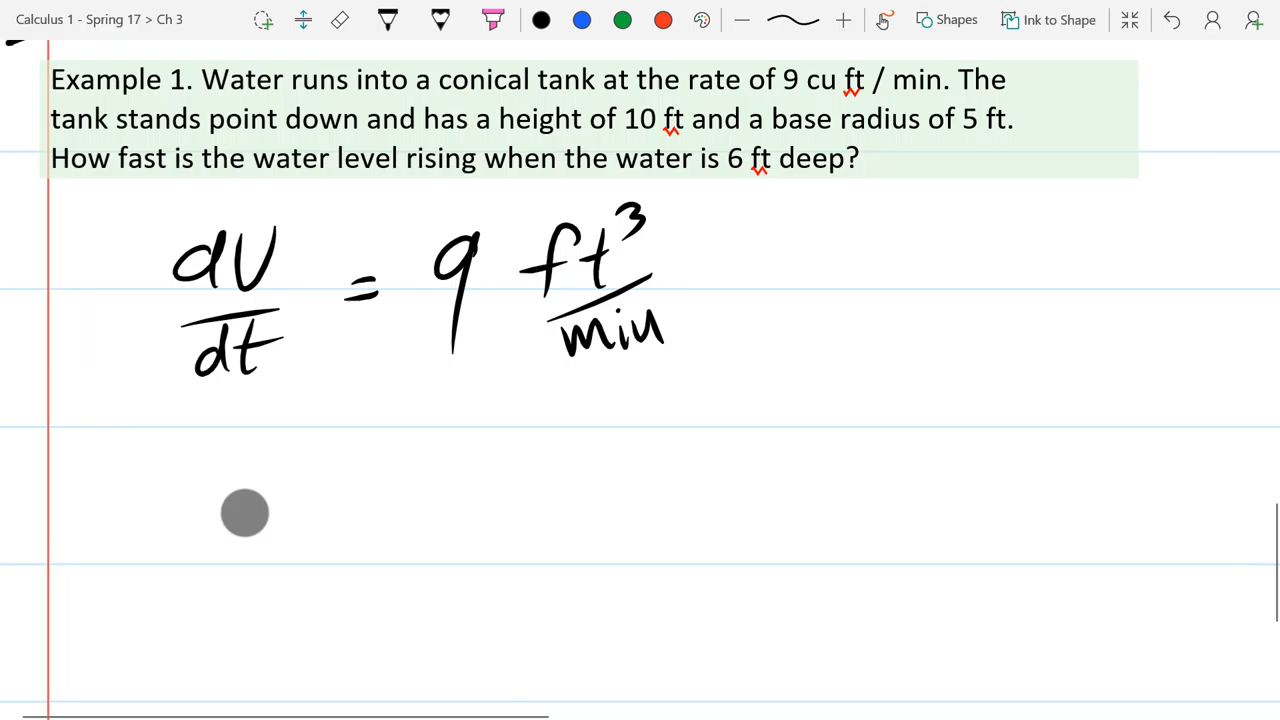 Calculus 1 - Spring 17 > Ch 3
Shapes
Ink to Shape
Example 1. Water runs into a conical tank at the rate of 9 cu ft / min. The
tank stands point down and has a height of 10 ft and a base radius of 5 ft.
How fast is the water level rising when the water is 6 ft deep?
dV/dt = 9 ft³/min